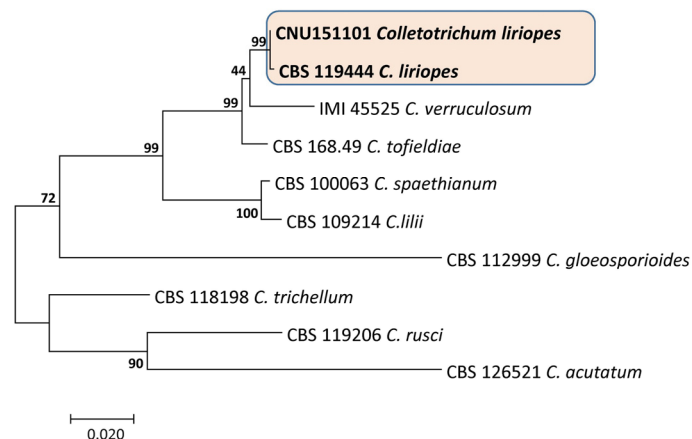 99
CNU151101 Colletotrichum liriopes
CBS 119444 C. liriopes
44
99
IMI 45525 C. verruculosum
CBS 168.49 C. tofieldiae
99
CBS 100063 C. spaethianum
100
CBS 109214 C.lilii
72
CBS 112999 C. gloeosporioides
CBS 118198 C. trichellum
CBS 119206 C. rusci
90
CBS 126521 C. acutatum
0.020